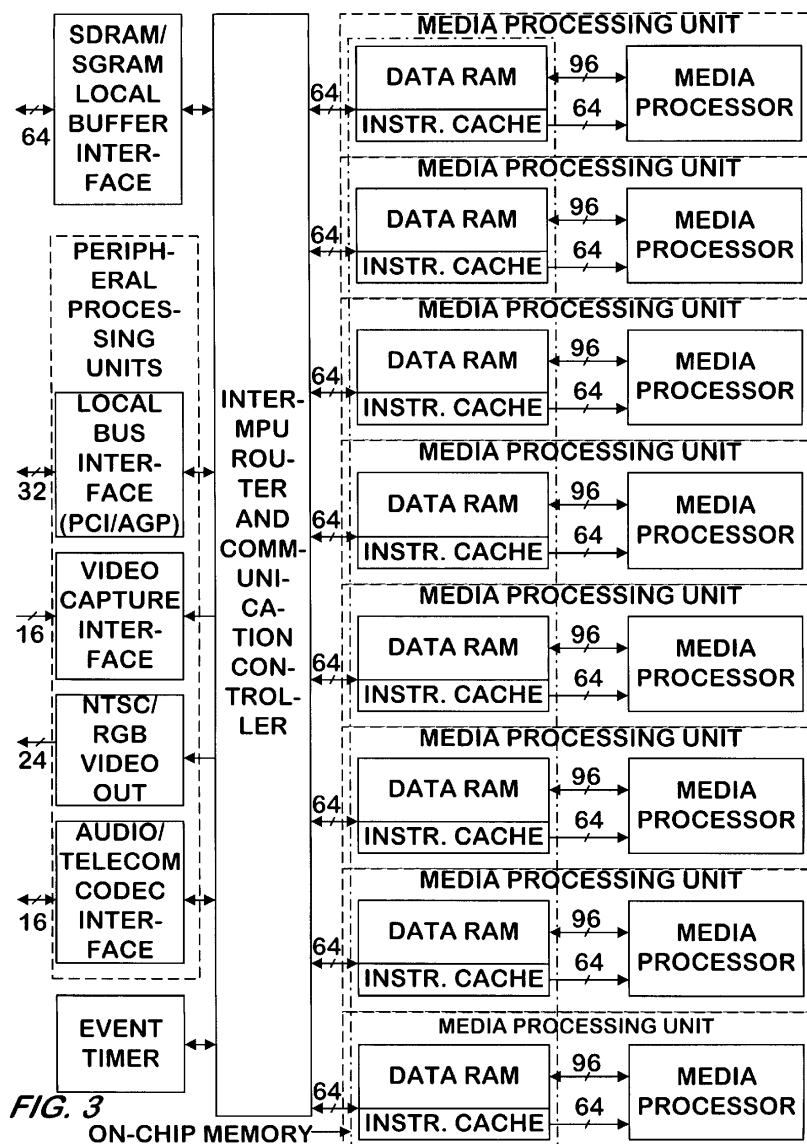 SDRAM/
SGRAM
LOCAL
BUFFER
INTER-
FACE
64
PERIPH-
ERAL
PROCES-
SING
UNITS
LOCAL
BUS
INTER-
FACE
(PCI/AGP)
32
VIDEO
CAPTURE
INTER-
FACE
16
NTSC/
RGB
VIDEO
OUT
24
AUDIO/
TELECOM
CODEC
INTER-
FACE
16
EVENT
TIMER
INTER-
MPU
ROU-
TER
AND
COMM-
UNI-
CA-
TION
CON-
TROL-
LER
MEDIA PROCESSING UNIT
64
DATA RAM
INSTR. CACHE
96
64
MEDIA
PROCESSOR
MEDIA PROCESSING UNIT
64
DATA RAM
INSTR. CACHE
96
64
MEDIA
PROCESSOR
MEDIA PROCESSING UNIT
64
DATA RAM
INSTR. CACHE
96
64
MEDIA
PROCESSOR
MEDIA PROCESSING UNIT
64
DATA RAM
INSTR. CACHE
96
64
MEDIA
PROCESSOR
MEDIA PROCESSING UNIT
64
DATA RAM
INSTR. CACHE
96
64
MEDIA
PROCESSOR
MEDIA PROCESSING UNIT
64
DATA RAM
INSTR. CACHE
96
64
MEDIA
PROCESSOR
MEDIA PROCESSING UNIT
64
DATA RAM
INSTR. CACHE
96
64
MEDIA
PROCESSOR
MEDIA PROCESSING UNIT
64
DATA RAM
INSTR. CACHE
96
64
MEDIA
PROCESSOR
FIG. 3
ON-CHIP MEMORY